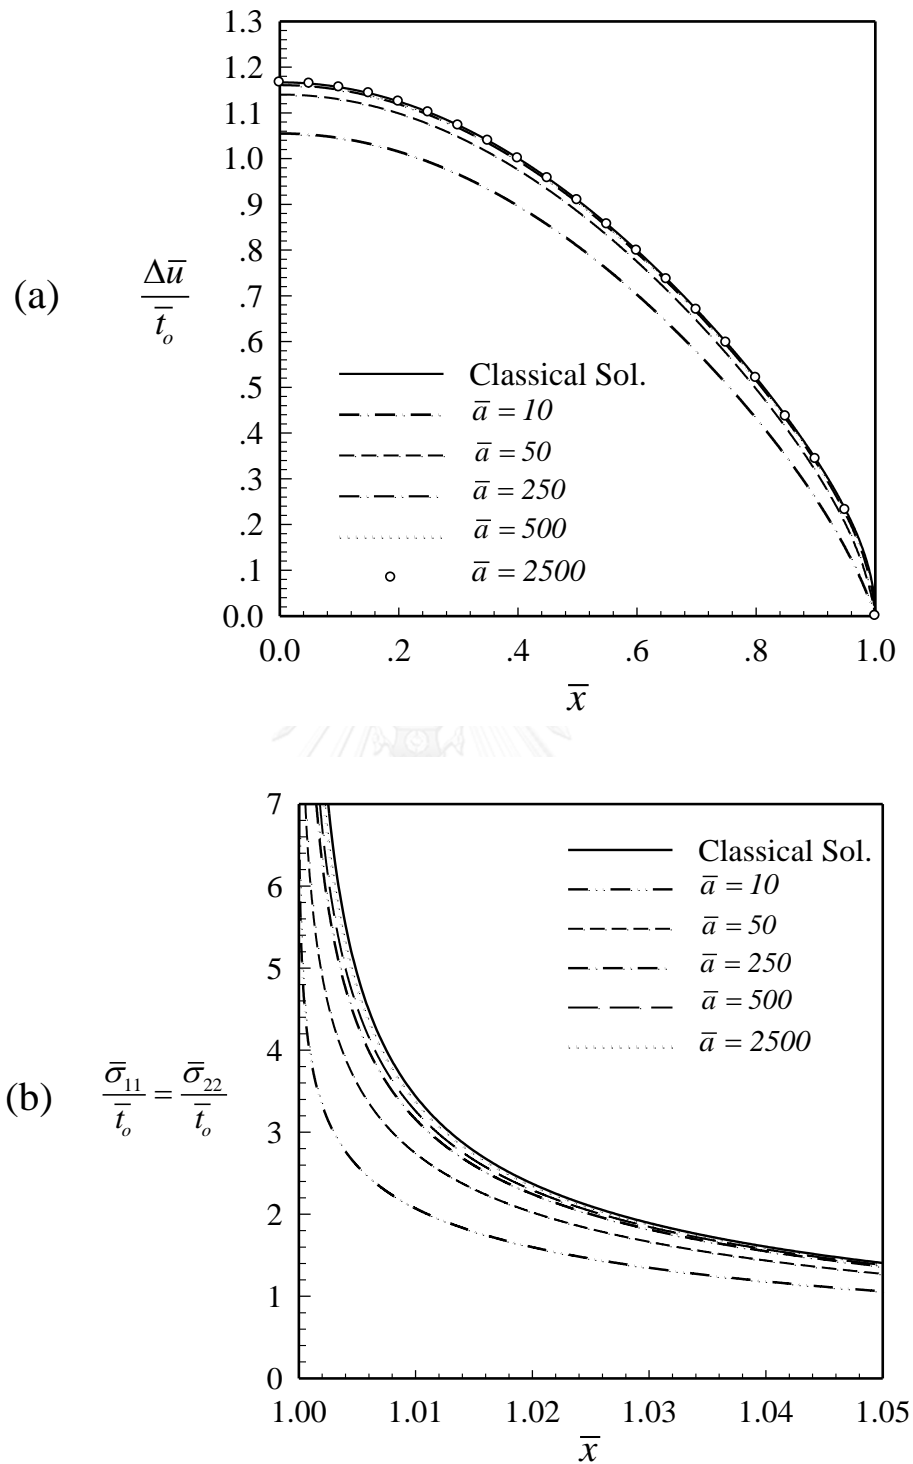 1.3
1.2
1.1
1.0
.9
.8
.7
.6
.5
.4
.3
.2
.1
0.0
(a)
Δu̅ / t̅ₒ
Classical Sol.
a̅ = 10
a̅ = 50
a̅ = 250
a̅ = 500
a̅ = 2500
0.0 .2 .4 .6 .8 1.0
x̅
7
6
5
4
3
2
1
0
(b)
σ̅₁₁ / t̅ₒ = σ̅₂₂ / t̅ₒ
Classical Sol.
a̅ = 10
a̅ = 50
a̅ = 250
a̅ = 500
a̅ = 2500
1.00 1.01 1.02 1.03 1.04 1.05
x̅